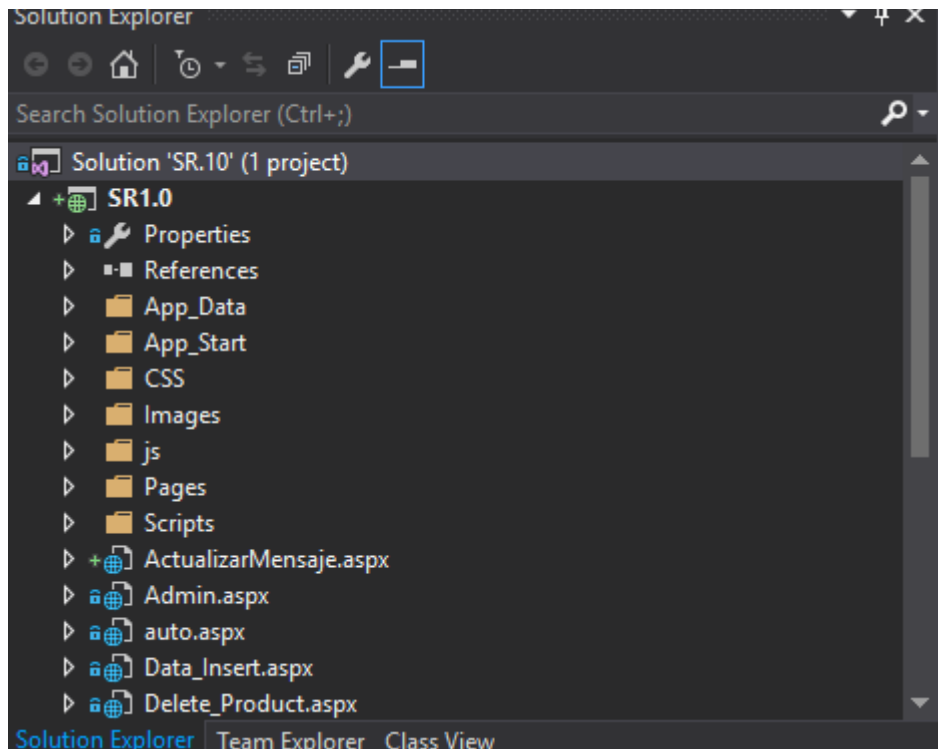 Solution Explorer
Search Solution Explorer (Ctrl+;)
Solution 'SR.10' (1 project)
SR1.0
Properties
References
App_Data
App_Start
CSS
Images
js
Pages
Scripts
ActualizarMensaje.aspx
Admin.aspx
auto.aspx
Data_Insert.aspx
Delete_Product.aspx
Solution Explorer Team Explorer Class View